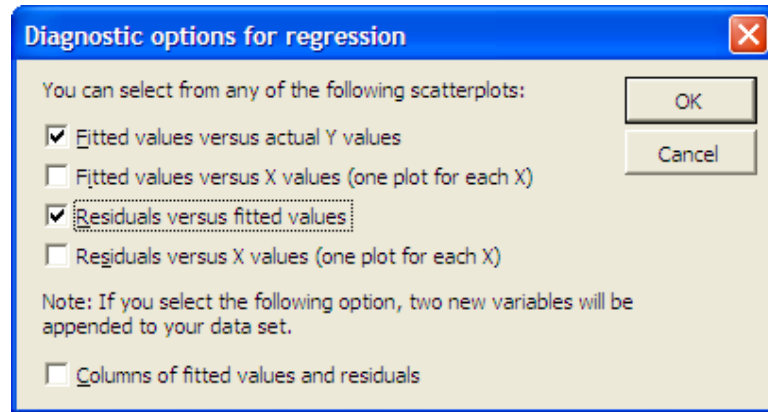 Diagnostic options for regression
You can select from any of the following scatterplots:
OK
Fitted values versus actual Y values
Cancel
Fitted values versus X values (one plot for each X)
Residuals versus fitted values
Residuals versus X values (one plot for each X)
Note: If you select the following option, two new variables will be
appended to your data set.
Columns of fitted values and residuals